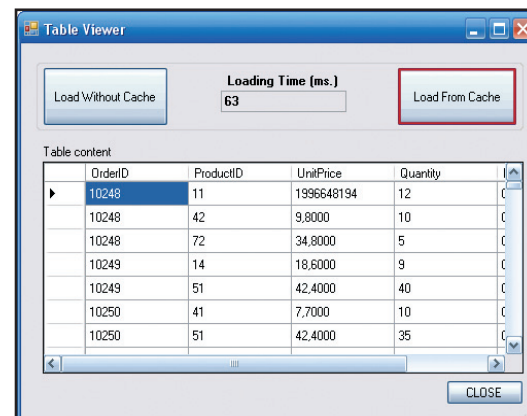 Table Viewer
Load Without Cache
Loading Time (ms.)
63
Load From Cache
Table content
OrderID ProductID UnitPrice Quantity
10248 11 1996648194 12
10248 42 9,8000 10
10248 72 34,8000 5
10249 14 18,6000 9
10249 51 42,4000 40
10250 41 7,7000 10
10250 51 42,4000 35
CLOSE